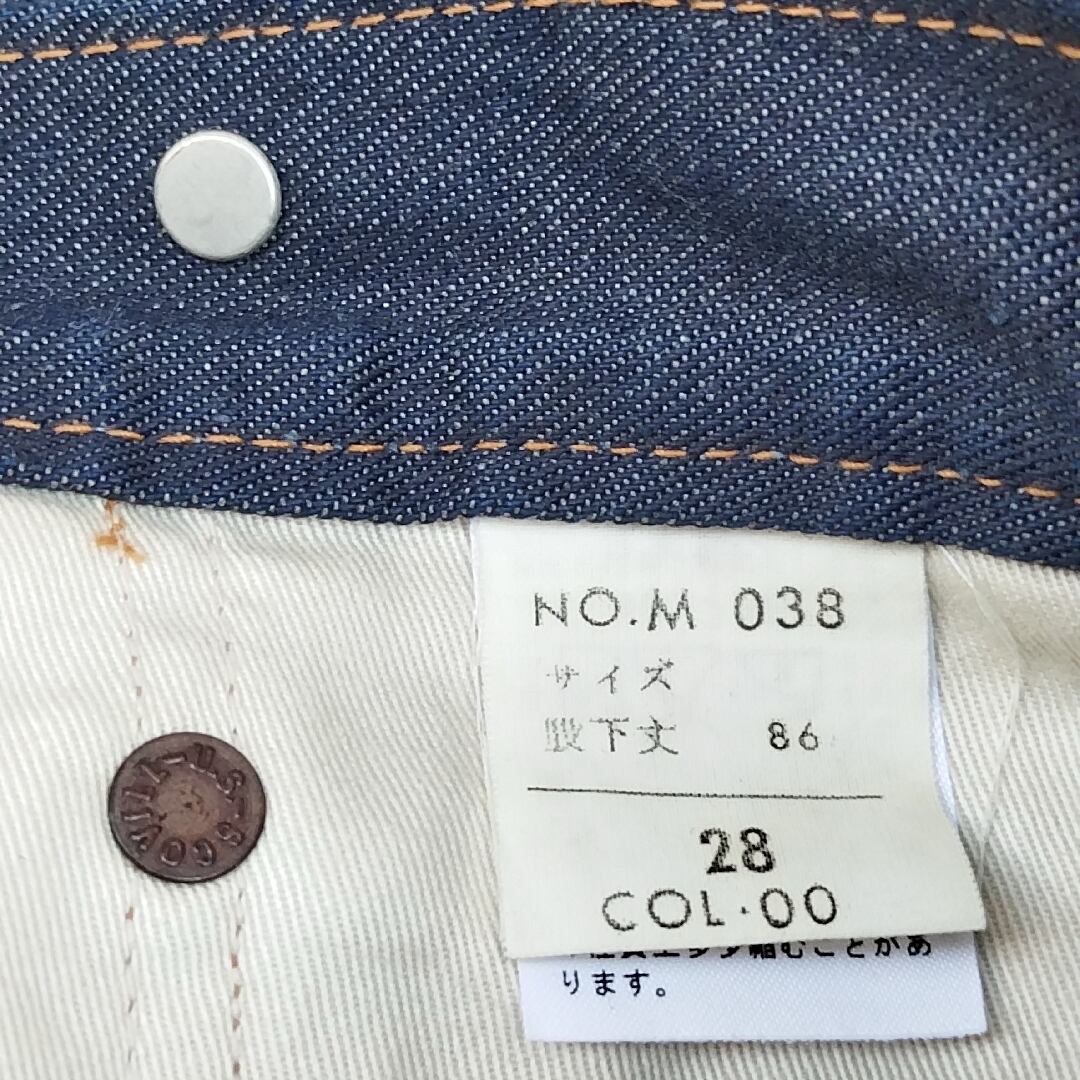 NO.M 038
サイズ
股下丈 86
28
COL·00
縮むことがあ
ります。
SCOVILL-U.S-